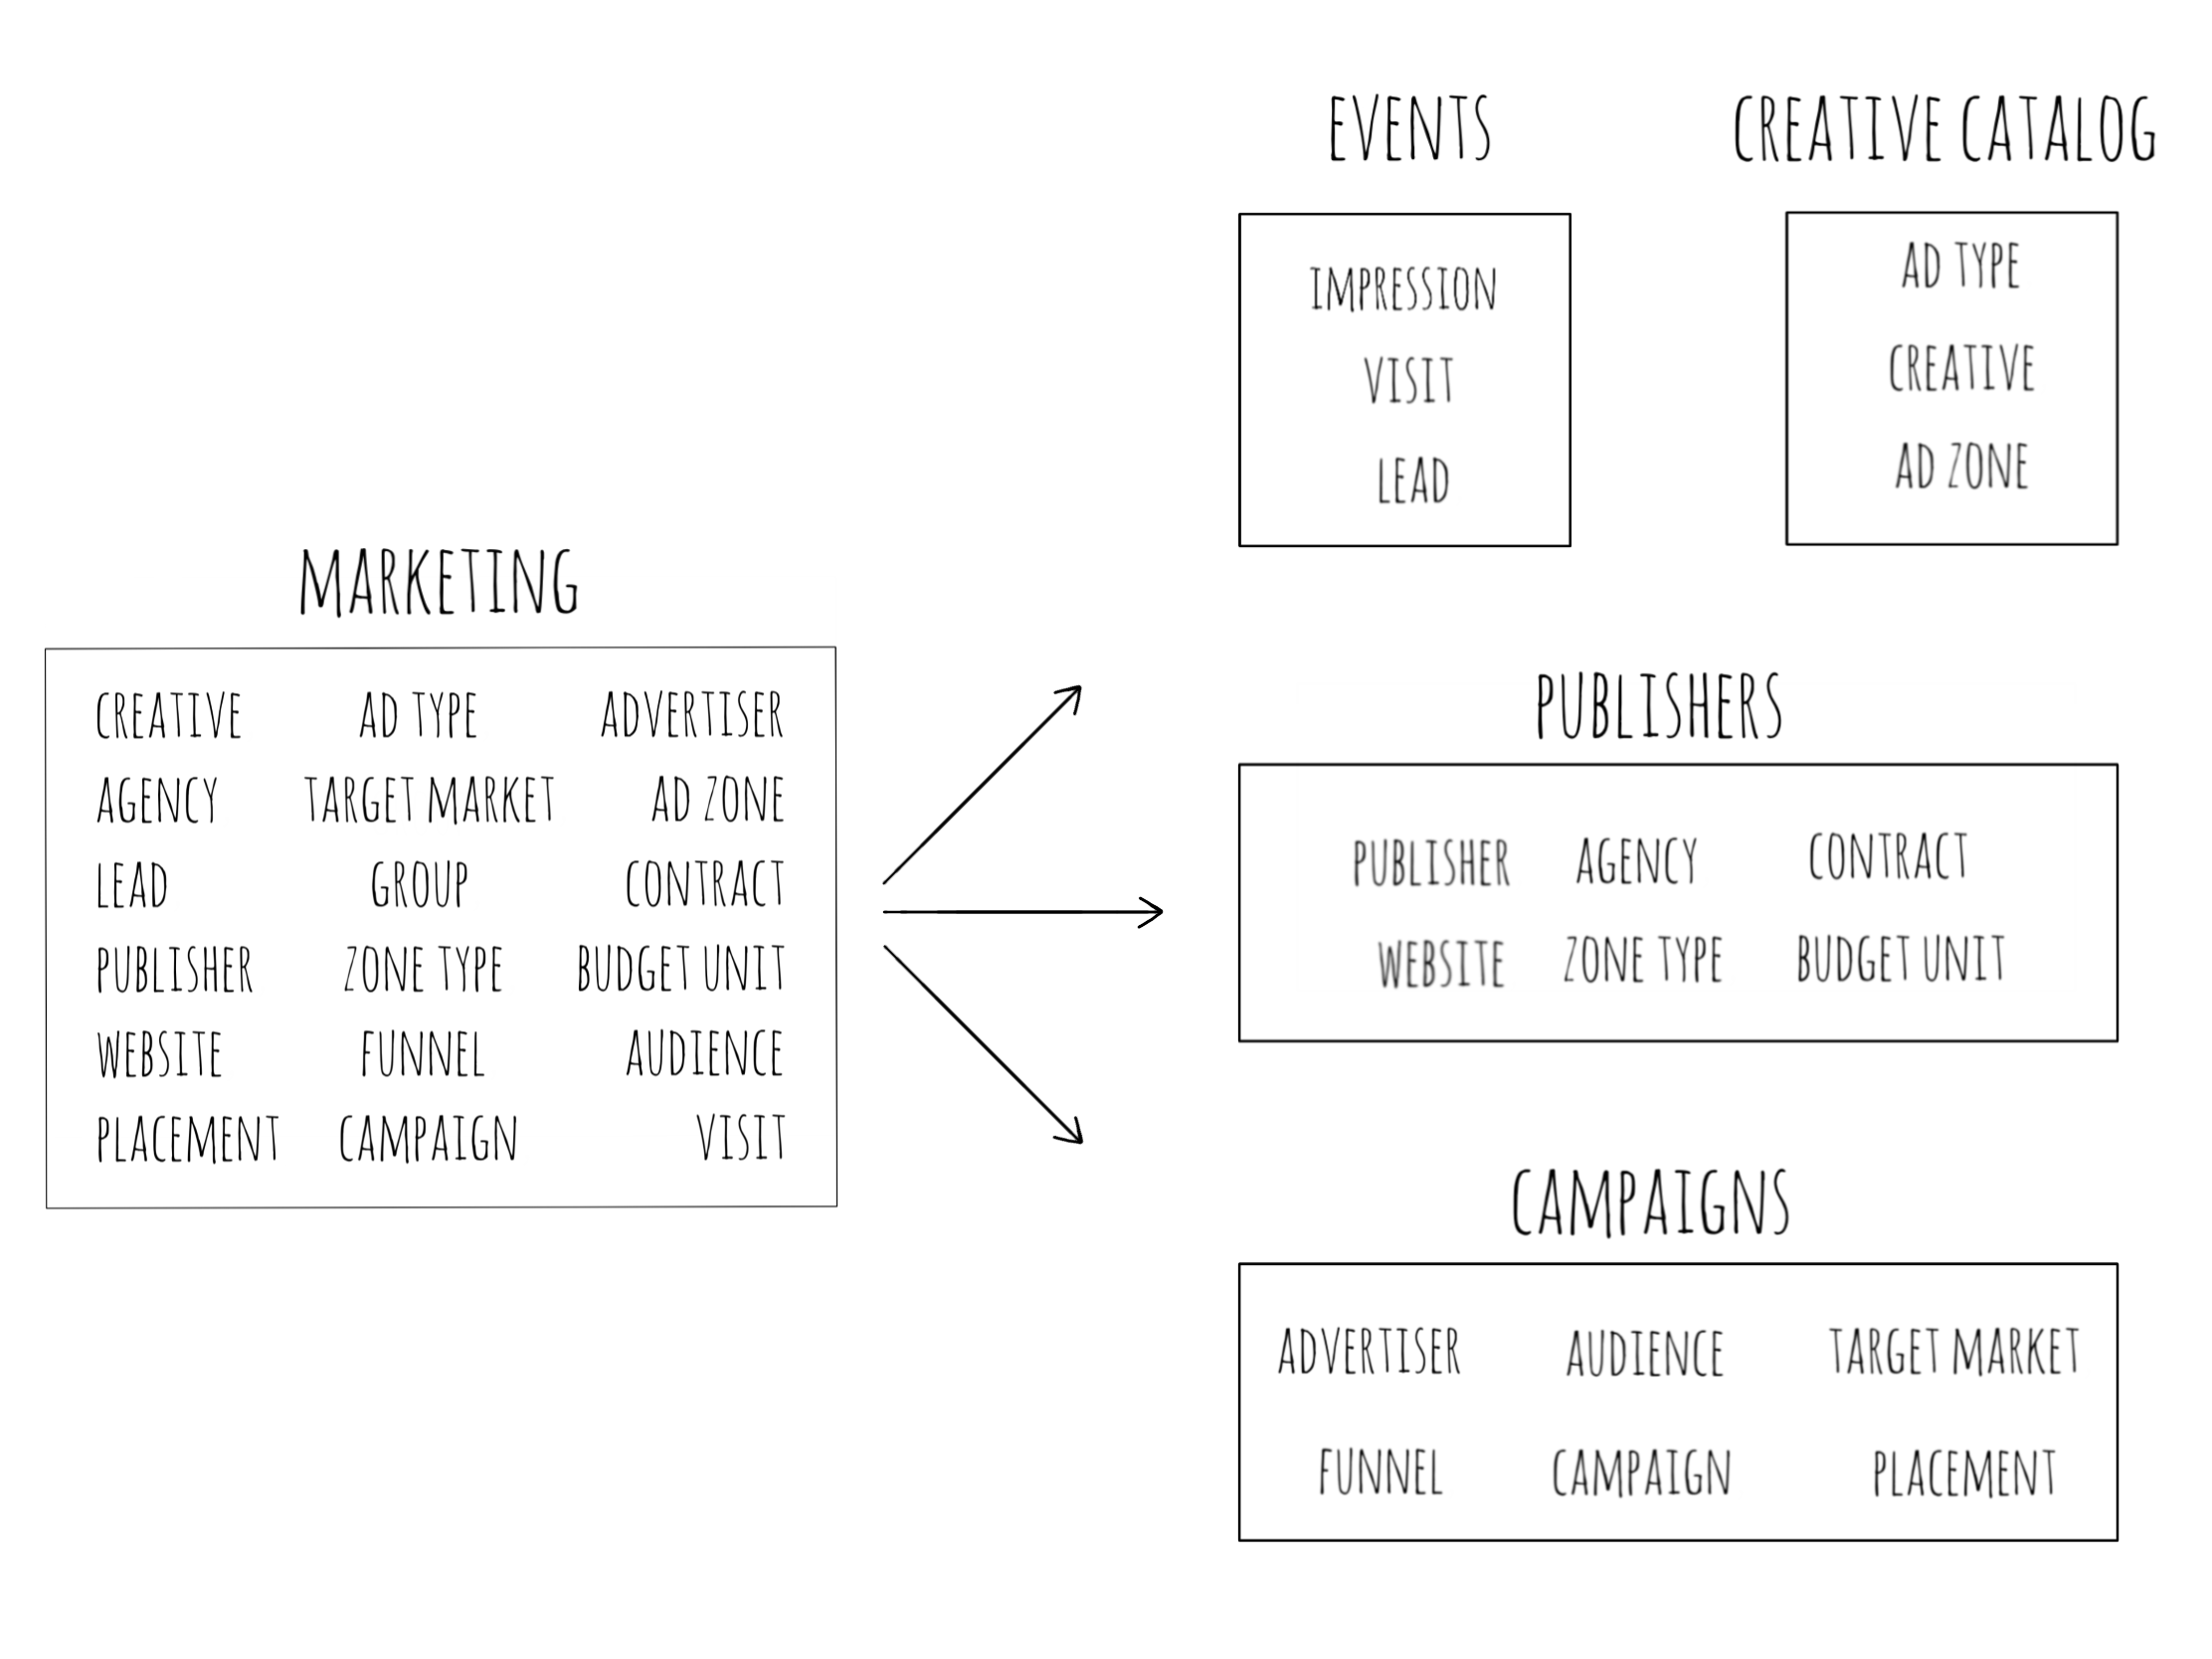 MARKETING
CREATIVE AD TYPE ADVERTISER
AGENCY TARGET MARKET AD ZONE
LEAD GROUP CONTRACT
PUBLISHER ZONE TYPE BUDGET UNIT
WEBSITE FUNNEL AUDIENCE
PLACEMENT CAMPAIGN VISIT
EVENTS
IMPRESSION
VISIT
LEAD
CREATIVE CATALOG
AD TYPE
CREATIVE
AD ZONE
PUBLISHERS
PUBLISHER AGENCY CONTRACT
WEBSITE ZONE TYPE BUDGET UNIT
CAMPAIGNS
ADVERTISER AUDIENCE TARGET MARKET
FUNNEL CAMPAIGN PLACEMENT